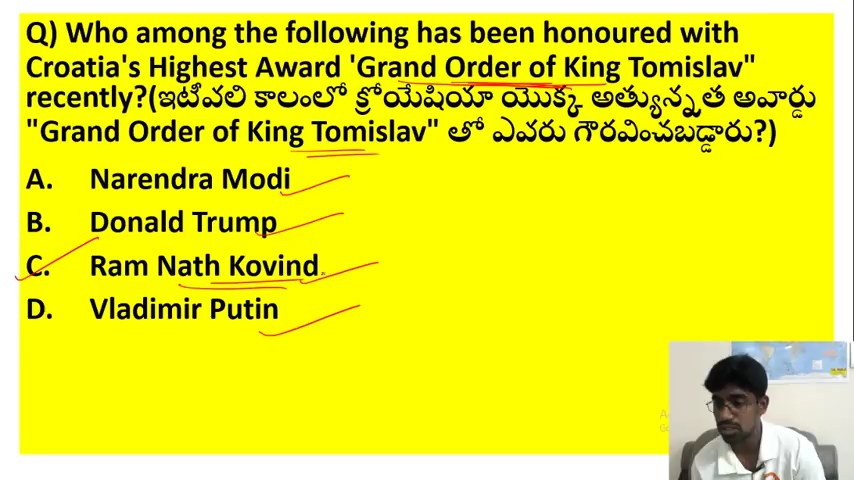 Q) Who among the following has been honoured with
Croatia's Highest Award 'Grand Order of King Tomislav"
recently?(ఇటీవలి కాలంలో క్రోయేషియా యొక్క అత్యున్నత అవార్డు
"Grand Order of King Tomislav" తో ఎవరు గౌరవించబడ్డారు?)
A. Narendra Modi
B. Donald Trump
C. Ram Nath Kovind
D. Vladimir Putin